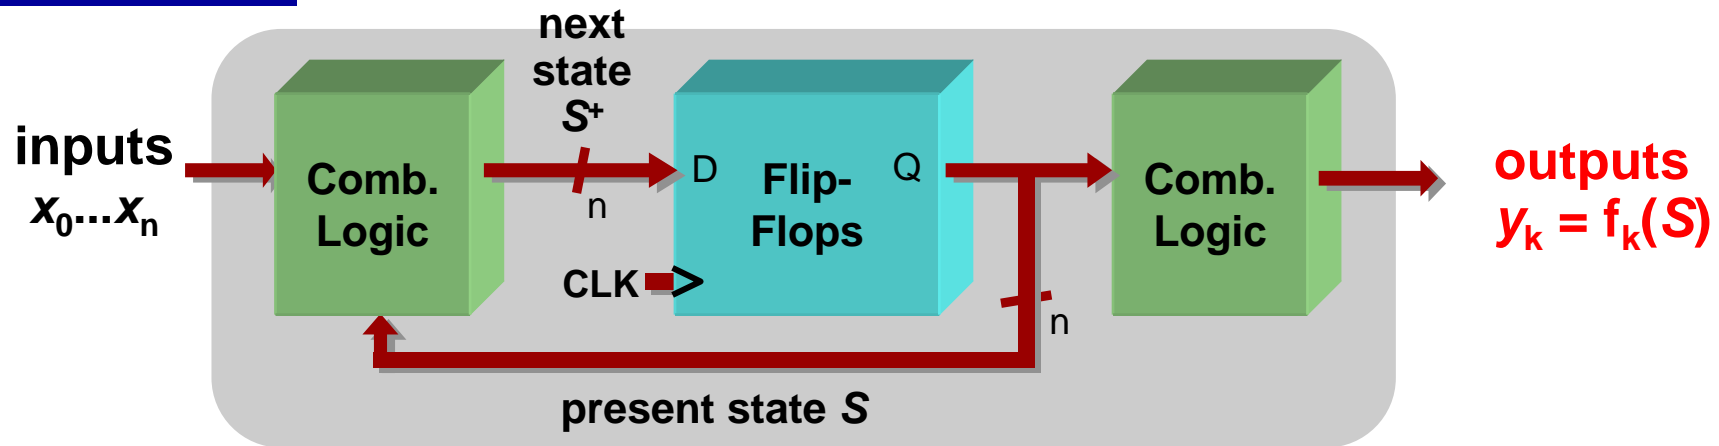 next
state
S⁺
inputs
x₀...xₙ
Comb.
Logic
n
D
Flip-
Flops
Q
CLK
n
Comb.
Logic
outputs
yₖ = fₖ(S)
present state S